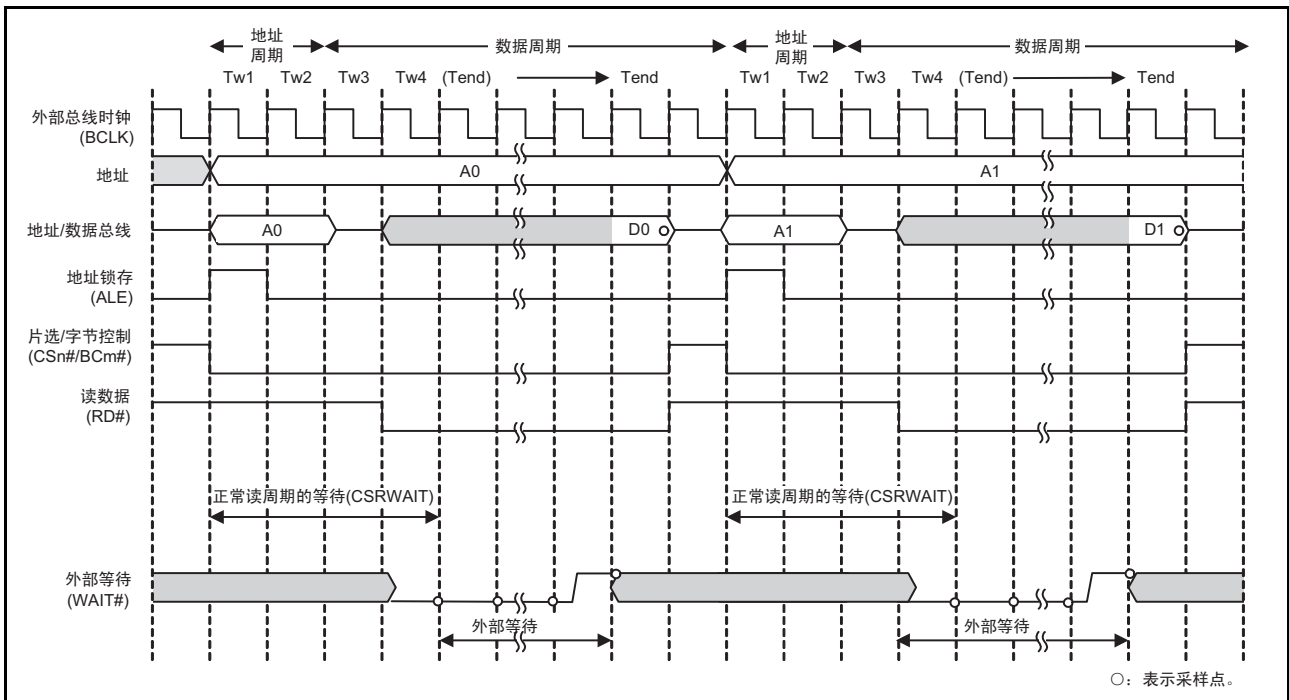 地址
周期
数据周期
地址
周期
数据周期
Tw1 Tw2 Tw3 Tw4 (Tend) Tend Tw1 Tw2 Tw3 Tw4 (Tend) Tend
外部总线时钟
(BCLK)
地址 A0 A1
地址/数据总线 A0 D0 A1 D1
地址锁存
(ALE)
片选/字节控制
(CSn#/BCm#)
读数据
(RD#)
正常读周期的等待(CSRWAIT) 正常读周期的等待(CSRWAIT)
外部等待
(WAIT#)
外部等待 外部等待
○：表示采样点。